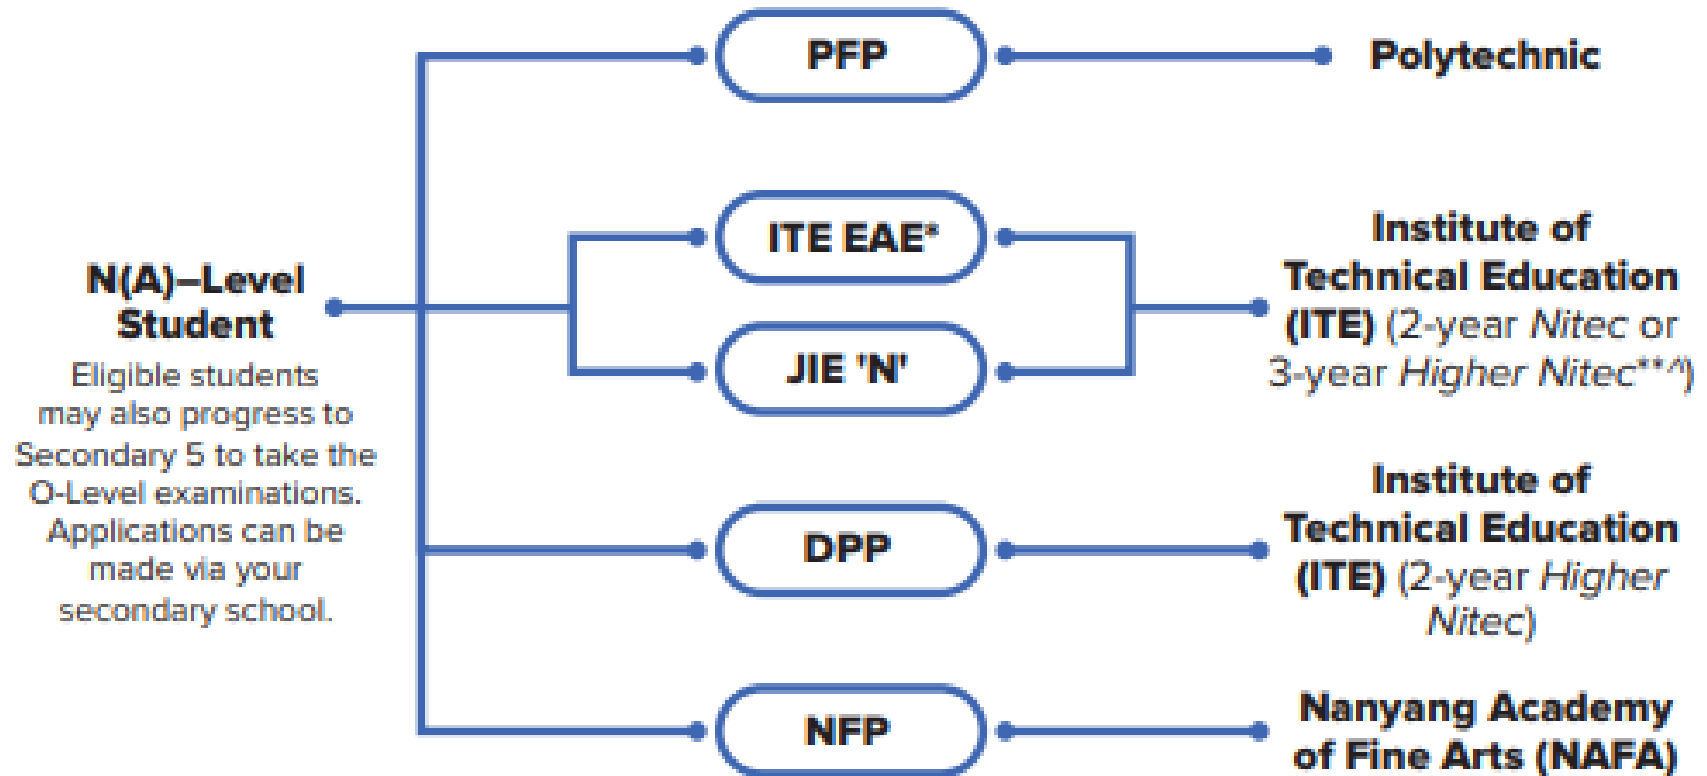 N(A)–Level
Student
Eligible students
may also progress to
Secondary 5 to take the
O-Level examinations.
Applications can be
made via your
secondary school.
PFP
Polytechnic
ITE EAE*
JIE 'N'
Institute of
Technical Education
(ITE) (2-year Nitec or
3-year Higher Nitec**^)
DPP
Institute of
Technical Education
(ITE) (2-year Higher
Nitec)
NFP
Nanyang Academy
of Fine Arts (NAFA)